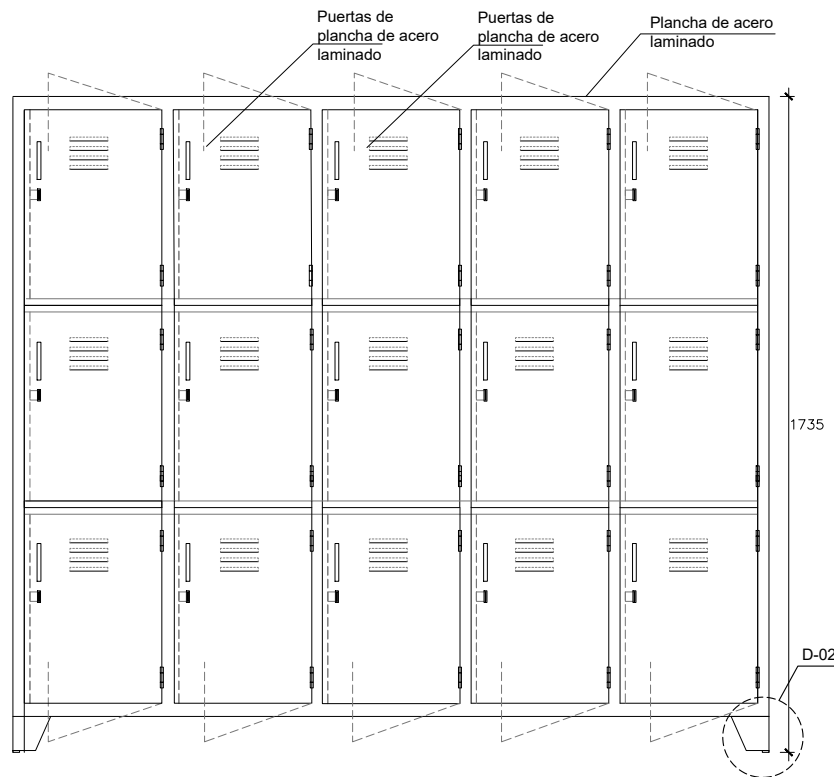 Puertas de
plancha de acero
laminado
Puertas de
plancha de acero
laminado
Plancha de acero
laminado
1735
D-02